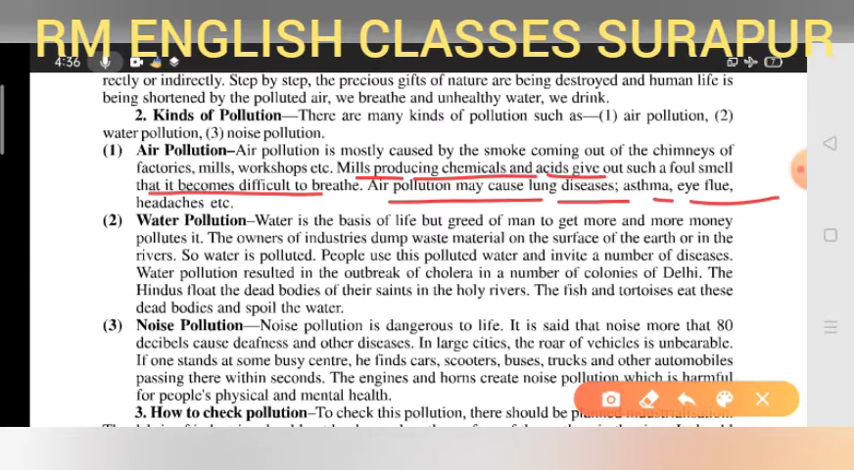 RM ENGLISH CLASSES SURAPUR
4:36
rectly or indirectly. Step by step, the precious gifts of nature are being destroyed and human life is
being shortened by the polluted air, we breathe and unhealthy water, we drink.
2. Kinds of Pollution—There are many kinds of pollution such as—(1) air pollution, (2)
water pollution, (3) noise pollution.
(1) Air Pollution–Air pollution is mostly caused by the smoke coming out of the chimneys of
factories, mills, workshops etc. Mills producing chemicals and acids give out such a foul smell
that it becomes difficult to breathe. Air pollution may cause lung diseases; asthma, eye flue,
headaches etc.
(2) Water Pollution–Water is the basis of life but greed of man to get more and more money
pollutes it. The owners of industries dump waste material on the surface of the earth or in the
rivers. So water is polluted. People use this polluted water and invite a number of diseases.
Water pollution resulted in the outbreak of cholera in a number of colonies of Delhi. The
Hindus float the dead bodies of their saints in the holy rivers. The fish and tortoises eat these
dead bodies and spoil the water.
(3) Noise Pollution—Noise pollution is dangerous to life. It is said that noise more that 80
decibels cause deafness and other diseases. In large cities, the roar of vehicles is unbearable.
If one stands at some busy centre, he finds cars, scooters, buses, trucks and other automobiles
passing there within seconds. The engines and horns create noise pollution which is harmful
for people's physical and mental health.
3. How to check pollution–To check this pollution, there should be planned industrialisation.